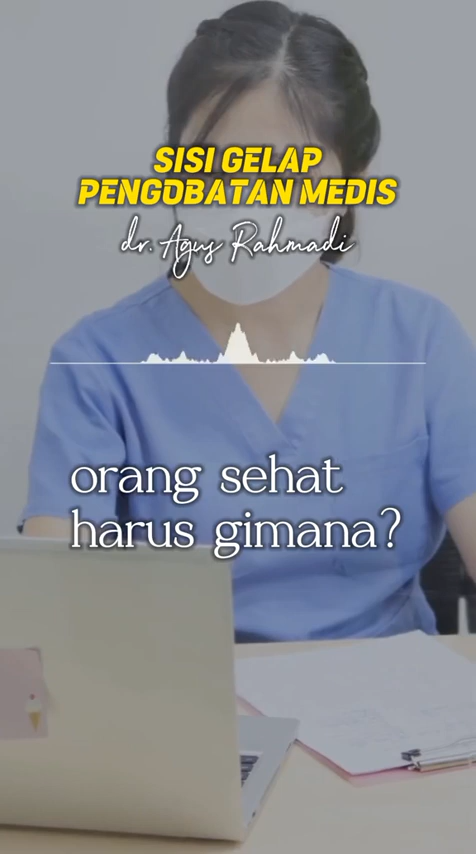 SISI GELAP
PENGOBATAN MEDIS
dr. Agus Rahmadi
orang sehat
harus gimana?